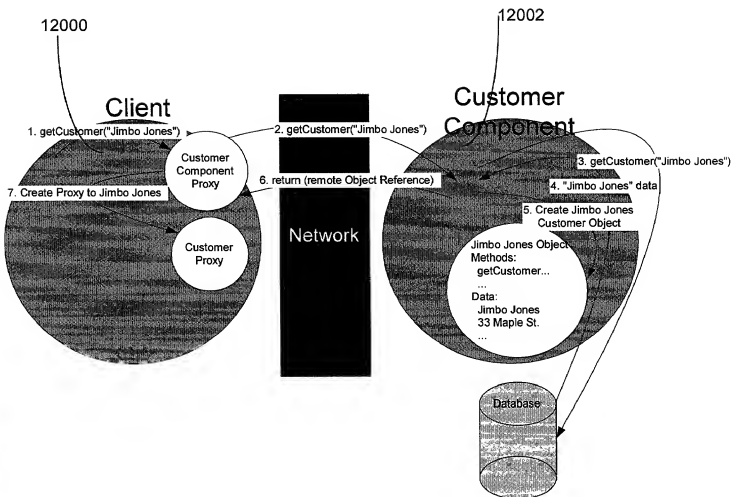 12000
12002
Client
Customer
Component
1. getCustomer("Jimbo Jones")
2. getCustomer("Jimbo Jones")
3. getCustomer("Jimbo Jones")
Customer
Component
Proxy
6. return (remote Object Reference)
4. "Jimbo Jones" data
7. Create Proxy to Jimbo Jones
5. Create Jimbo Jones
Customer Object
Network
Customer
Proxy
Jimbo Jones Object
Methods:
getCustomer...
...
Data:
Jimbo Jones
33 Maple St.
...
Database